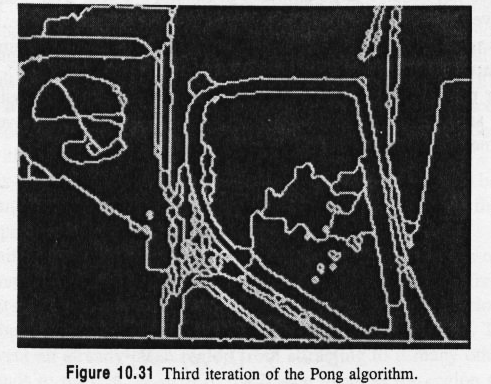 Figure 10.31 Third iteration of the Pong algorithm.